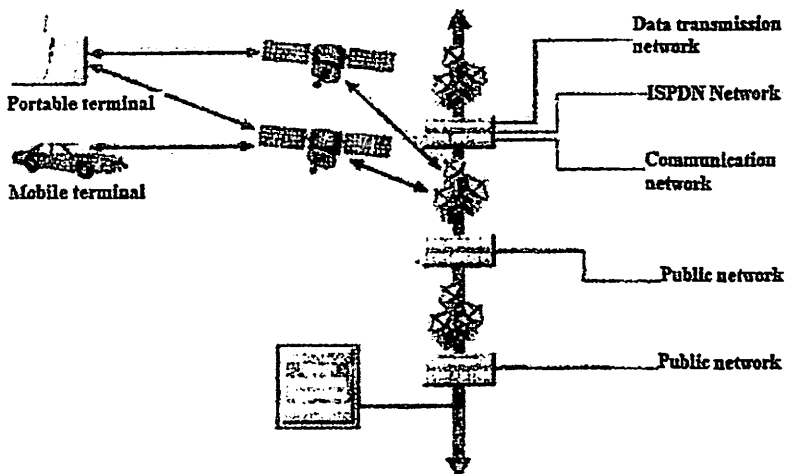 Data transmission
network
ISPDN Network
Portable terminal
Communication
network
Mobile terminal
Public network
Public network